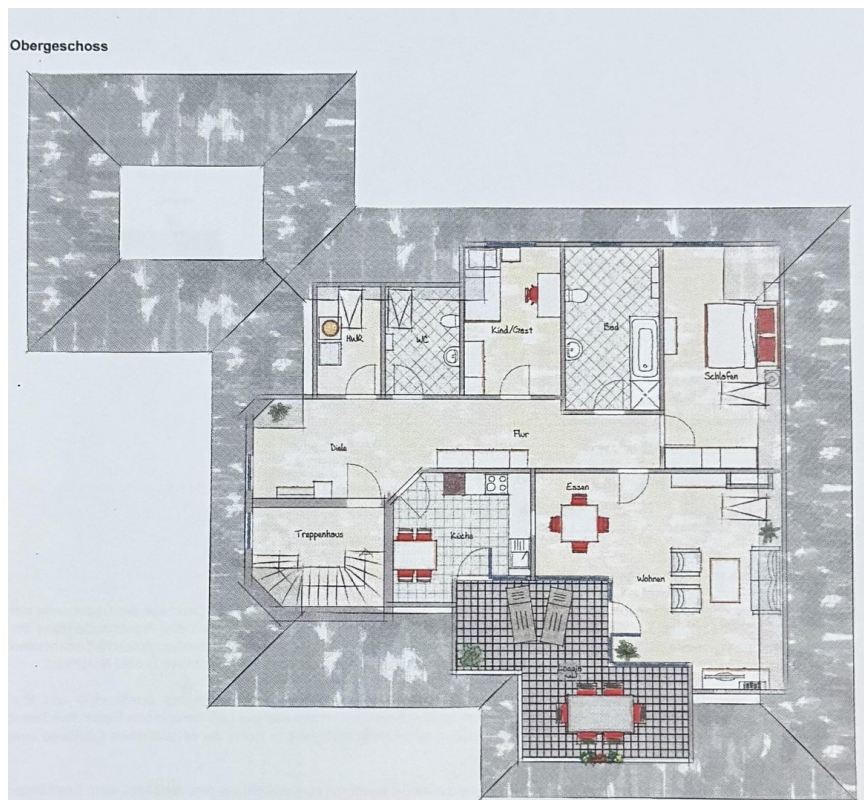 Obergeschoss
Kind/Gast
Bad
HWR
WC
Schlafen
Flur
Diele
Essen
Treppenhaus
Küche
Wohnen
Loggia